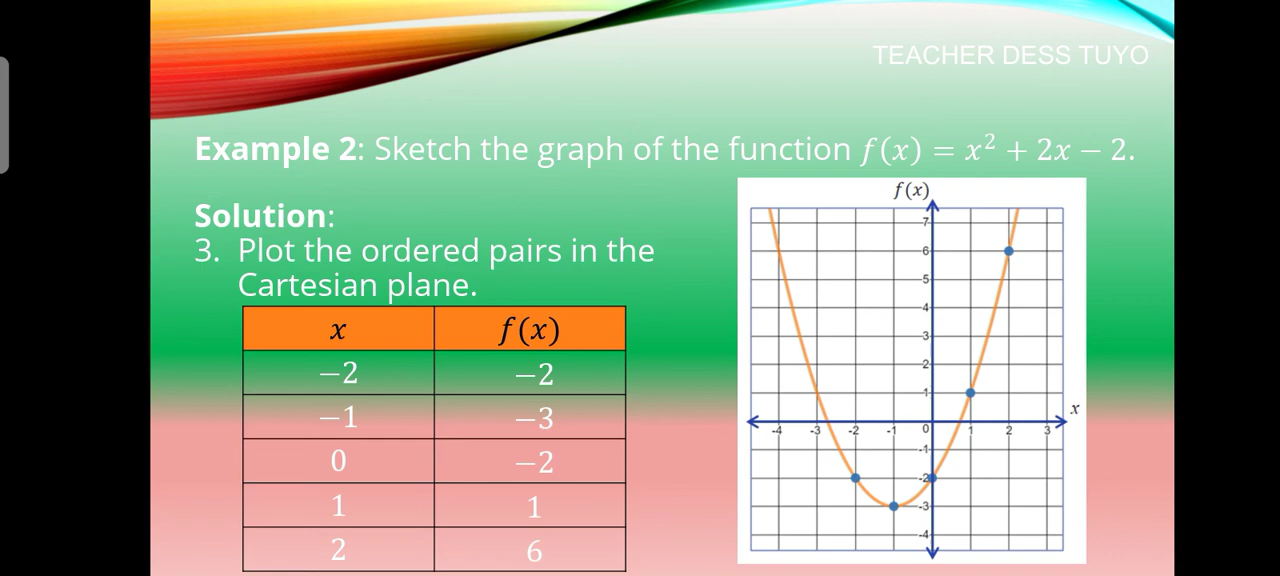 TEACHER DESS TUYO
Example 2: Sketch the graph of the function f(x) = x² + 2x − 2.
Solution:
3. Plot the ordered pairs in the
Cartesian plane.
x f(x)
−2 −2
−1 −3
0 −2
1 1
2 6
f(x)
7
6
5
4
3
2
1
x
-4 -3 -2 -1 0 1 2 3
-1
-2
-3
-4